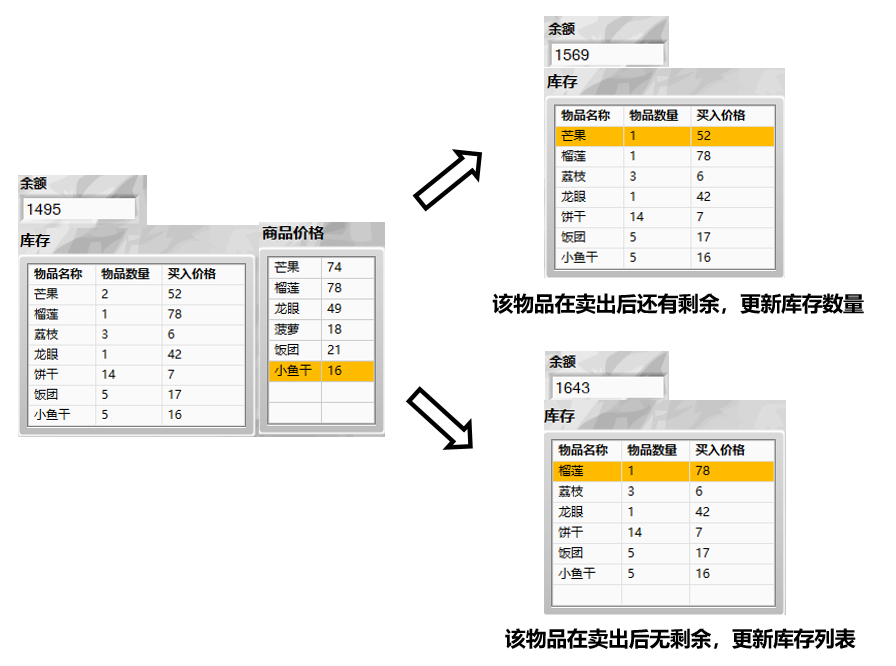 余额
1495
库存
物品名称 物品数量 买入价格
芒果 2 52
榴莲 1 78
荔枝 3 6
龙眼 1 42
饼干 14 7
饭团 5 17
小鱼干 5 16
商品价格
芒果 74
榴莲 78
龙眼 49
菠萝 18
饭团 21
小鱼干 16
余额
1569
库存
物品名称 物品数量 买入价格
芒果 1 52
榴莲 1 78
荔枝 3 6
龙眼 1 42
饼干 14 7
饭团 5 17
小鱼干 5 16
该物品在卖出后还有剩余，更新库存数量
余额
1643
库存
物品名称 物品数量 买入价格
榴莲 1 78
荔枝 3 6
龙眼 1 42
饼干 14 7
饭团 5 17
小鱼干 5 16
该物品在卖出后无剩余，更新库存列表